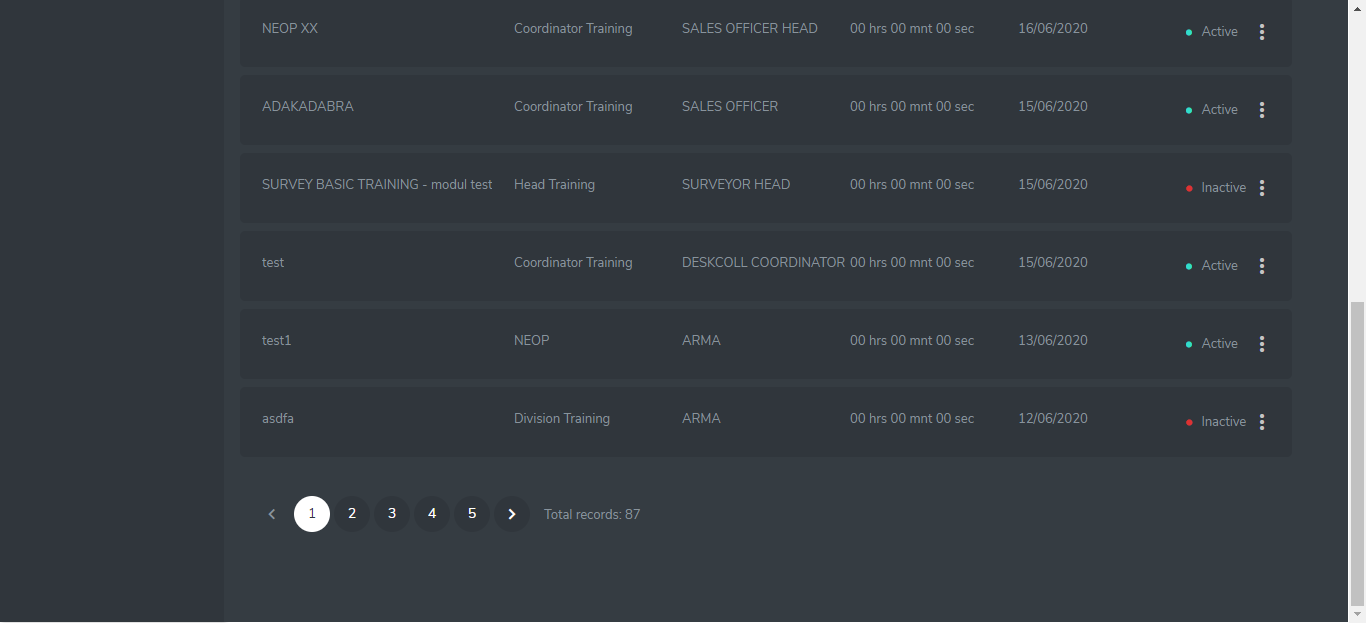 NEOP XX Coordinator Training SALES OFFICER HEAD 00 hrs 00 mnt 00 sec 16/06/2020 Active
ADAKADABRA Coordinator Training SALES OFFICER 00 hrs 00 mnt 00 sec 15/06/2020 Active
SURVEY BASIC TRAINING - modul test Head Training SURVEYOR HEAD 00 hrs 00 mnt 00 sec 15/06/2020 Inactive
test Coordinator Training DESKCOLL COORDINATOR 00 hrs 00 mnt 00 sec 15/06/2020 Active
test1 NEOP ARMA 00 hrs 00 mnt 00 sec 13/06/2020 Active
asdfa Division Training ARMA 00 hrs 00 mnt 00 sec 12/06/2020 Inactive
1 2 3 4 5 Total records: 87